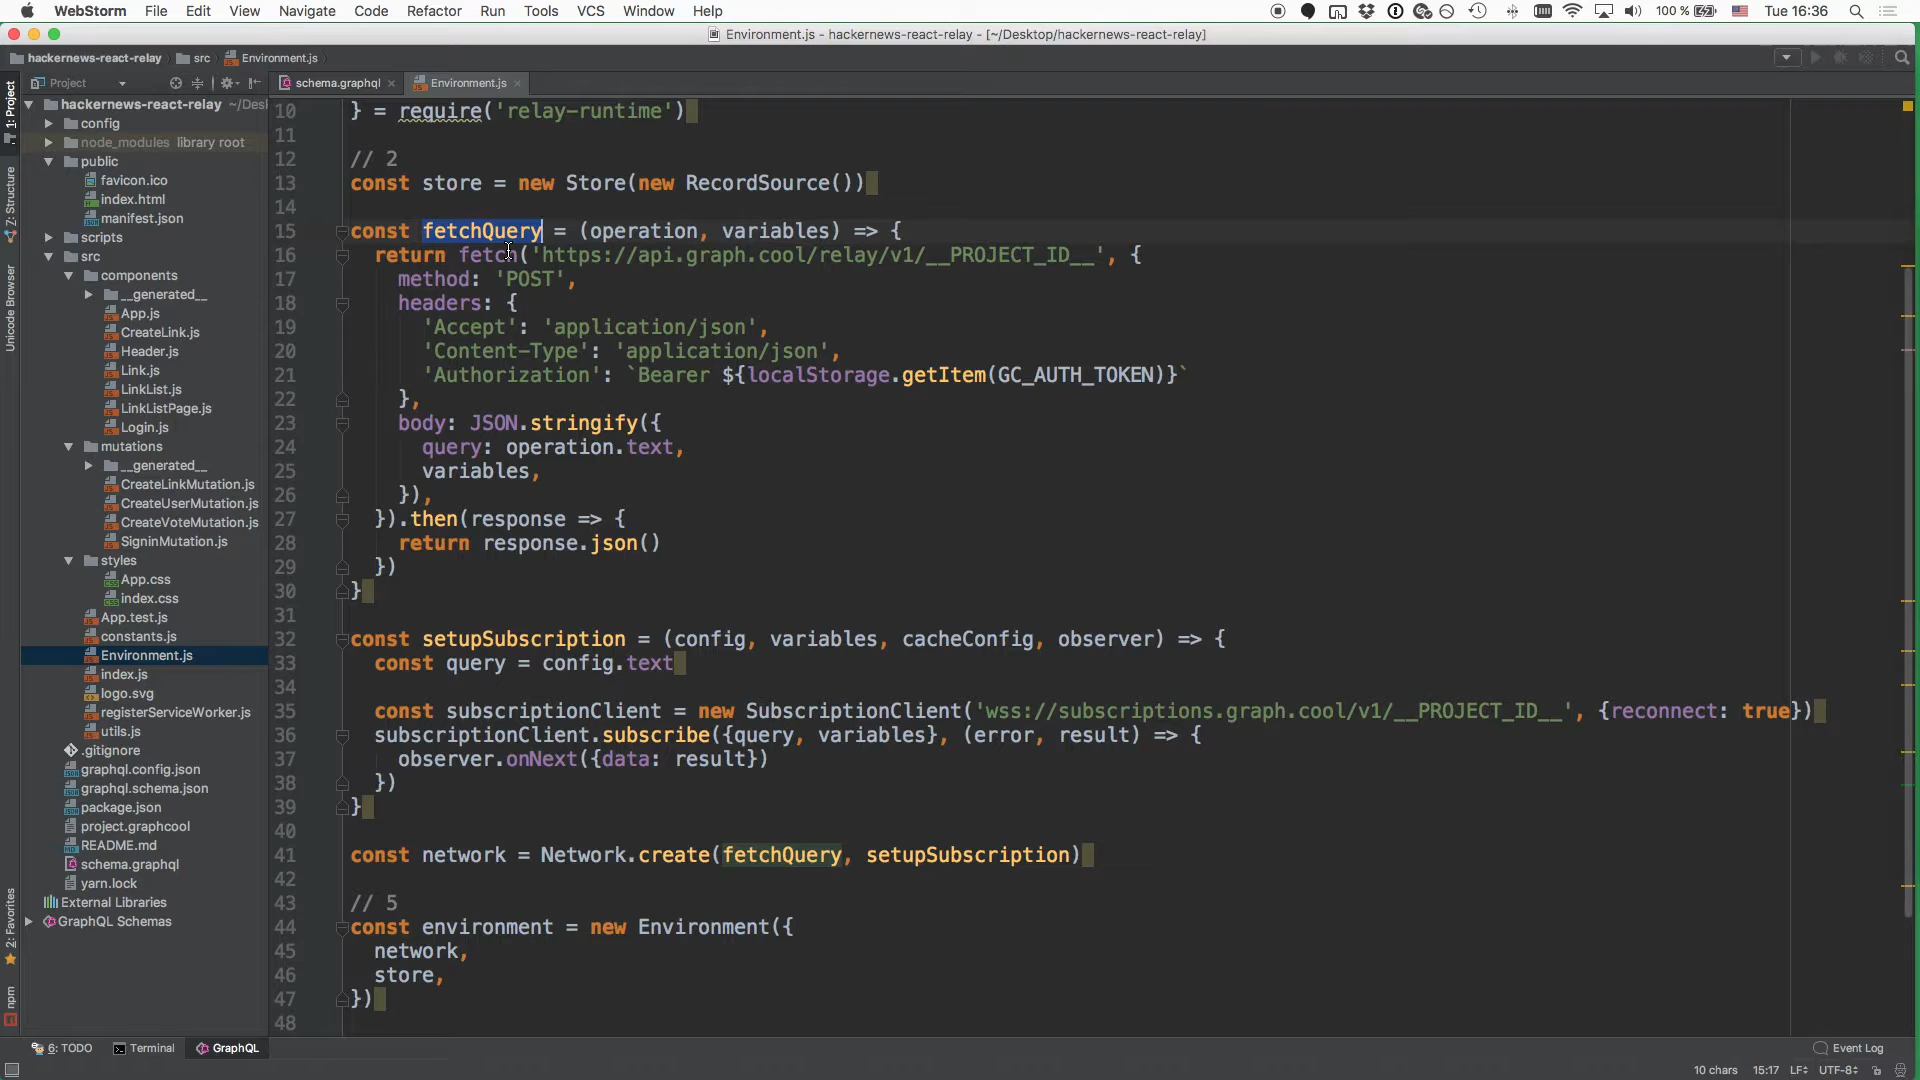 WebStorm File Edit View Navigate Code Refactor Run Tools VCS Window Help 100 % Tue 16:36
Environment.js - hackernews-react-relay - [~/Desktop/hackernews-react-relay]
hackernews-react-relay src Environment.js
Project
schema.graphql Environment.js
1: Project
Z: Structure
Unicode Browser
2: Favorites
npm
hackernews-react-relay ~/Desl
config
node_modules library root
public
favicon.ico
index.html
manifest.json
scripts
src
components
__generated__
App.js
CreateLink.js
Header.js
Link.js
LinkList.js
LinkListPage.js
Login.js
mutations
__generated__
CreateLinkMutation.js
CreateUserMutation.js
CreateVoteMutation.js
SigninMutation.js
styles
App.css
index.css
App.test.js
constants.js
Environment.js
index.js
logo.svg
registerServiceWorker.js
utils.js
.gitignore
graphql.config.json
graphql.schema.json
package.json
project.graphcool
README.md
schema.graphql
yarn.lock
External Libraries
GraphQL Schemas
10 } = require('relay-runtime')
11
12 // 2
13 const store = new Store(new RecordSource())
14
15 const fetchQuery = (operation, variables) => {
16 return fetch('https://api.graph.cool/relay/v1/__PROJECT_ID__', {
17 method: 'POST',
18 headers: {
19 'Accept': 'application/json',
20 'Content-Type': 'application/json',
21 'Authorization': `Bearer ${localStorage.getItem(GC_AUTH_TOKEN)}`
22 },
23 body: JSON.stringify({
24 query: operation.text,
25 variables,
26 }),
27 }).then(response => {
28 return response.json()
29 })
30 }
31
32 const setupSubscription = (config, variables, cacheConfig, observer) => {
33 const query = config.text
34
35 const subscriptionClient = new SubscriptionClient('wss://subscriptions.graph.cool/v1/__PROJECT_ID__', {reconnect: true})
36 subscriptionClient.subscribe({query, variables}, (error, result) => {
37 observer.onNext({data: result})
38 })
39 }
40
41 const network = Network.create(fetchQuery, setupSubscription)
42
43 // 5
44 const environment = new Environment({
45 network,
46 store,
47 })
48
6: TODO Terminal GraphQL Event Log
10 chars 15:17 LF÷ UTF-8÷